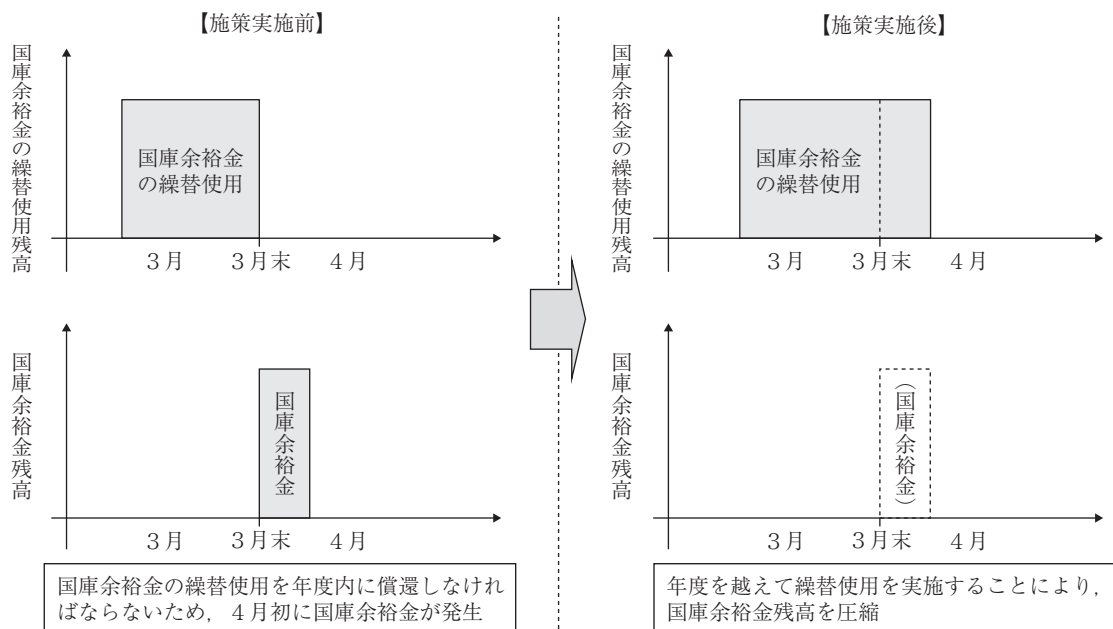 【施策実施前】
国庫余裕金の繰替使用残高
国庫余裕金
の繰替使用
3月 3月末 4月
国庫余裕金残高
国庫余裕金
3月 3月末 4月
国庫余裕金の繰替使用を年度内に償還しなけれ
ばならないため，4月初に国庫余裕金が発生
【施策実施後】
国庫余裕金の繰替使用残高
国庫余裕金
の繰替使用
3月 3月末 4月
国庫余裕金残高
（国庫余裕金）
3月 3月末 4月
年度を越えて繰替使用を実施することにより，
国庫余裕金残高を圧縮